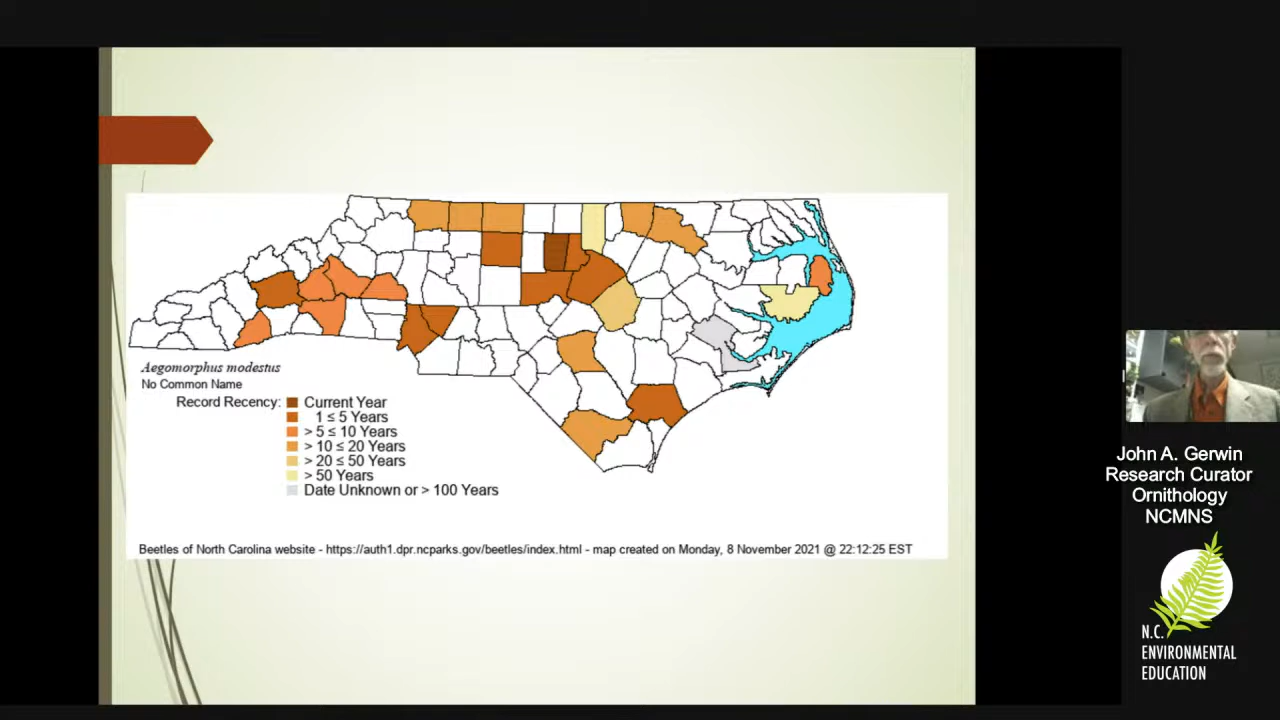 Aegomorphus modestus
No Common Name
Record Recency:
Current Year
1 ≤ 5 Years
> 5 ≤ 10 Years
> 10 ≤ 20 Years
> 20 ≤ 50 Years
> 50 Years
Date Unknown or > 100 Years
Beetles of North Carolina website - https://auth1.dpr.ncparks.gov/beetles/index.html - map created on Monday, 8 November 2021 @ 22:12:25 EST
John A. Gerwin
Research Curator
Ornithology
NCMNS
N.C.
ENVIRONMENTAL
EDUCATION